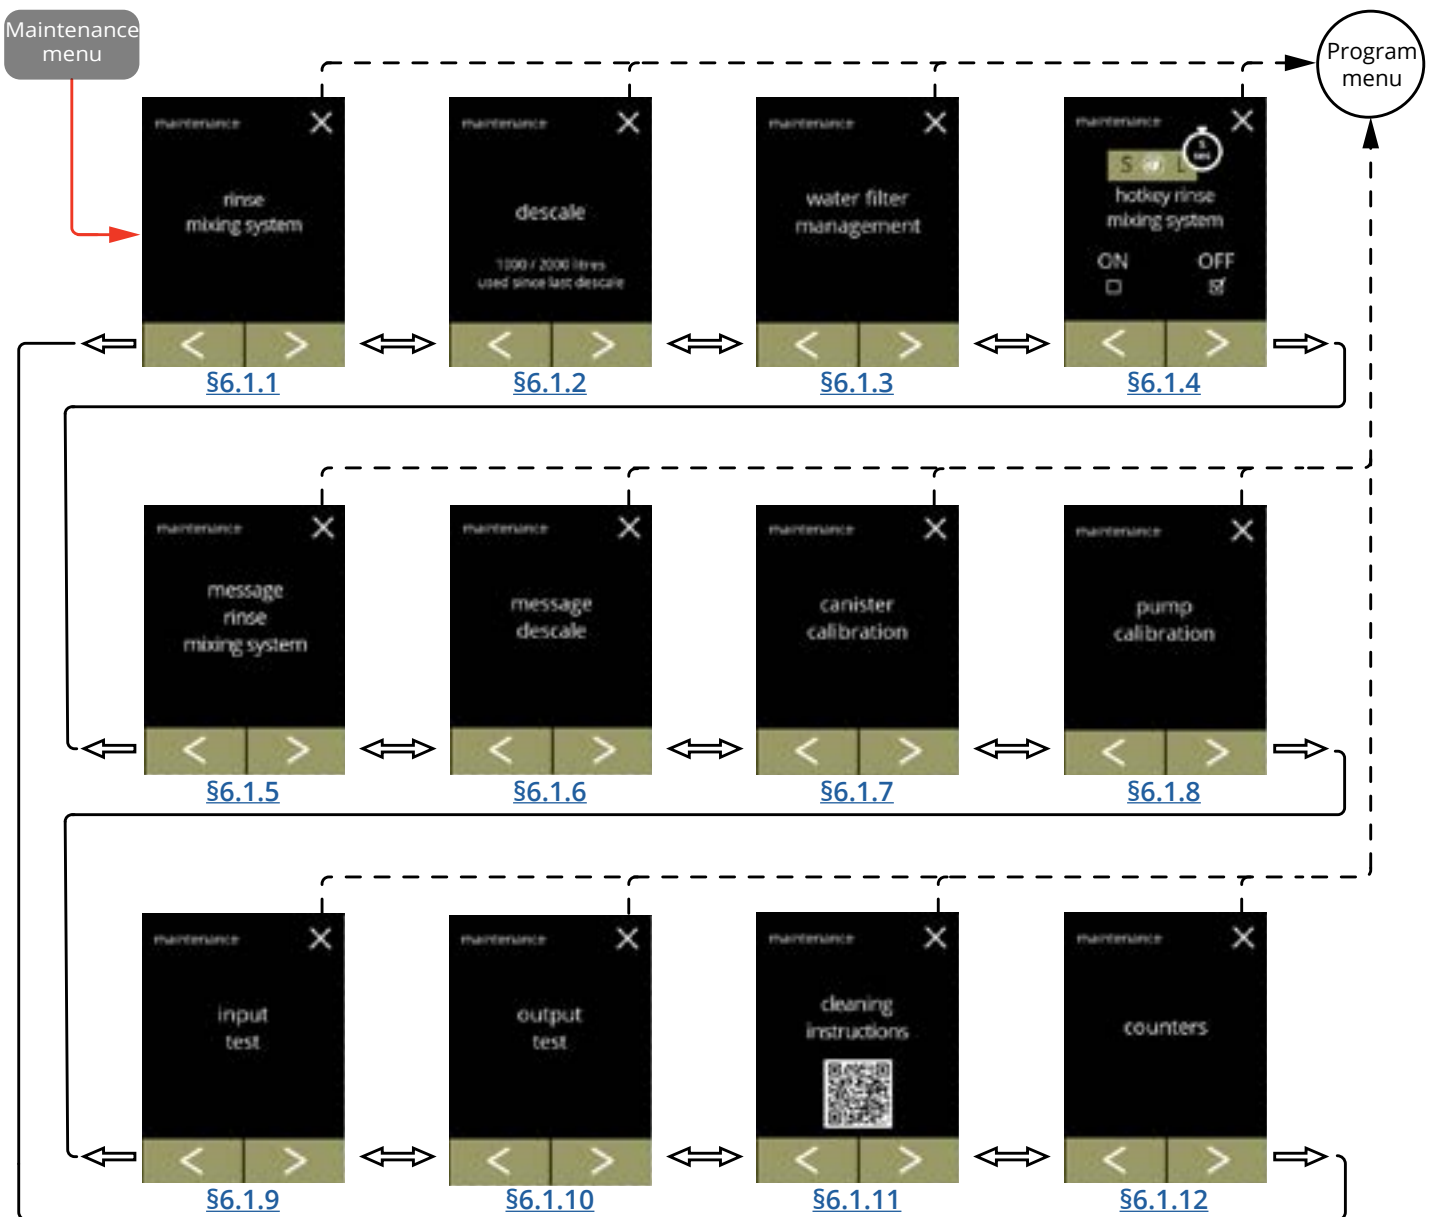 Maintenance
menu
Program
menu
maintenance
rinse
mixing system
§6.1.1
maintenance
descale
1000 / 2000 litres
used since last descale
§6.1.2
maintenance
water filter
management
§6.1.3
maintenance
5
sec
S L
hotkey rinse
mixing system
ON OFF
§6.1.4
maintenance
message
rinse
mixing system
§6.1.5
maintenance
message
descale
§6.1.6
maintenance
canister
calibration
§6.1.7
maintenance
pump
calibration
§6.1.8
maintenance
input
test
§6.1.9
maintenance
output
test
§6.1.10
maintenance
cleaning
instructions
§6.1.11
maintenance
counters
§6.1.12